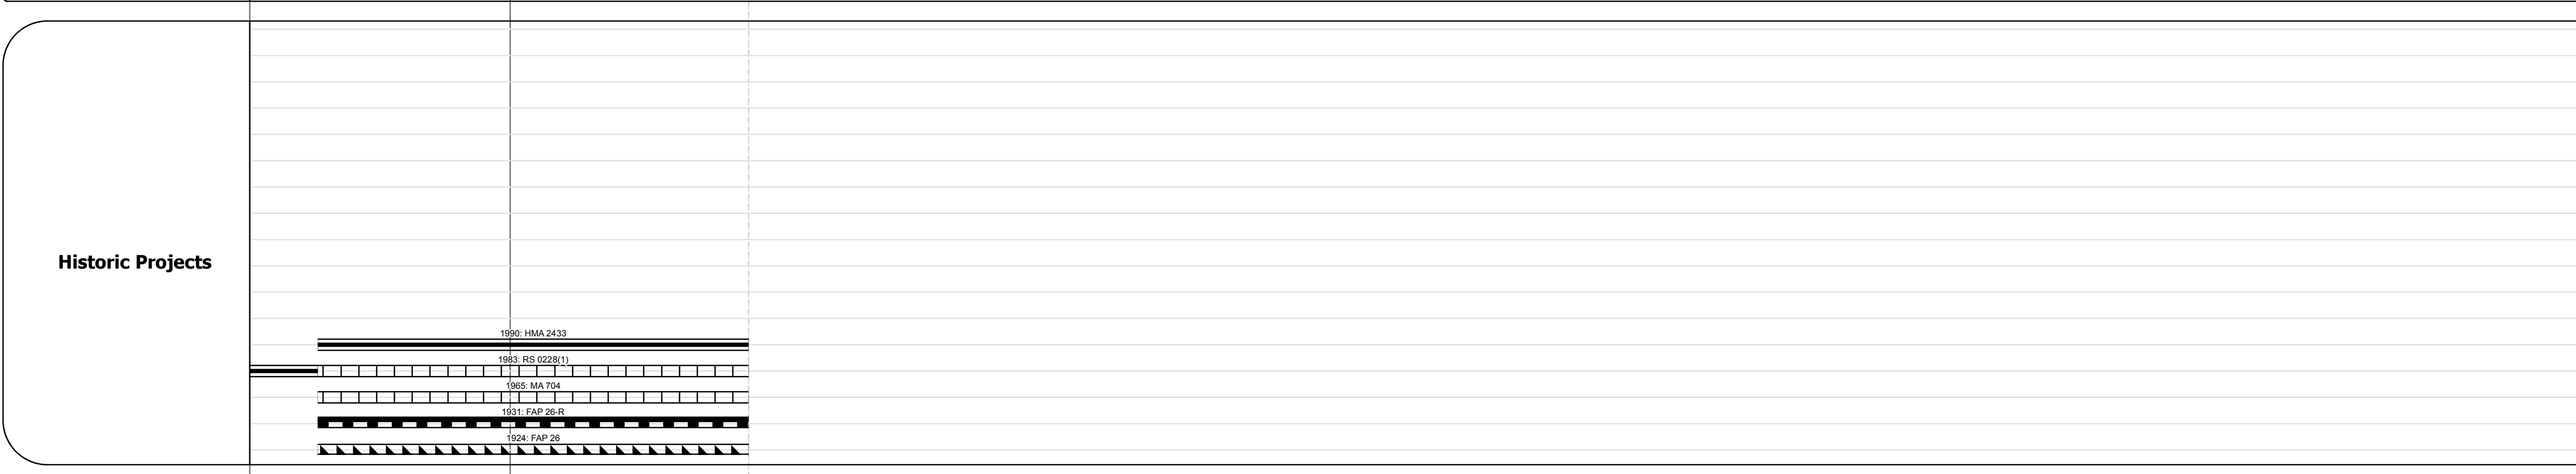 Historic Projects
1990: HMA 2433
1983: RS 0228(1)
1965: MA 704
1931: FAP 26-R
1924: FAP 26